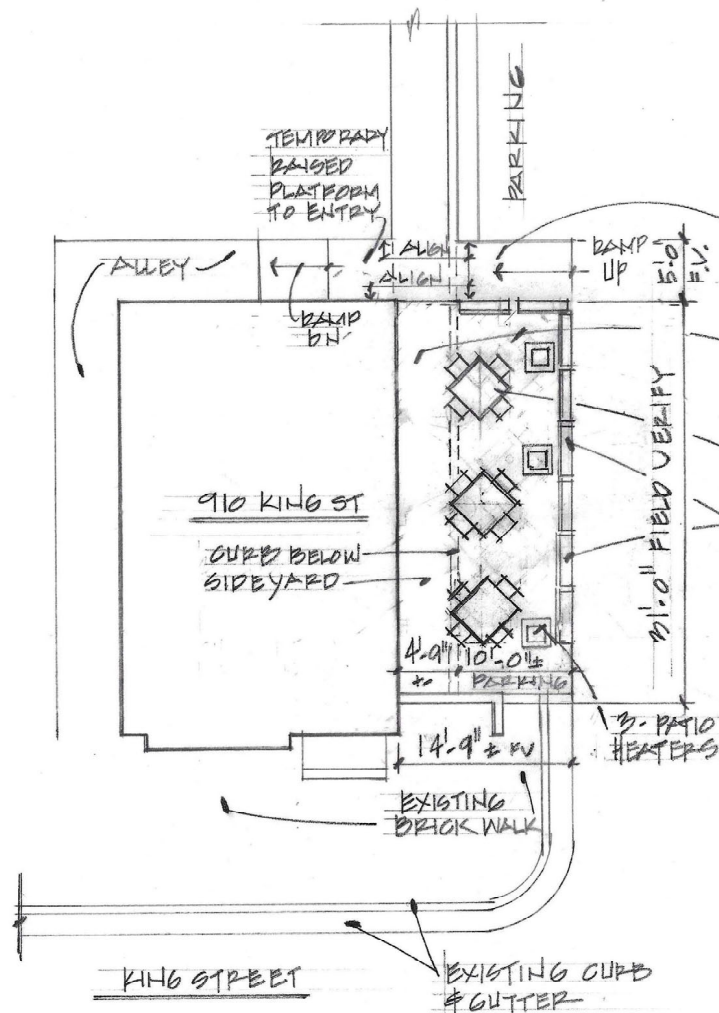 PARKING
TEMPORARY
RAISED
PLATFORM
TO ENTRY
ALIGN
ALIGN
ALLEY
RAMP
DN
RAMP
UP
5'-0
F.V.
910 KING ST
CURB BELOW
SIDEYARD
31'-0" FIELD VERIFY
4'-9" 10'-0"±
PARKING
14'-9" ± FV
3- PATIO
HEATERS
EXISTING
BRICK WALK
KING STREET
EXISTING CURB
& GUTTER